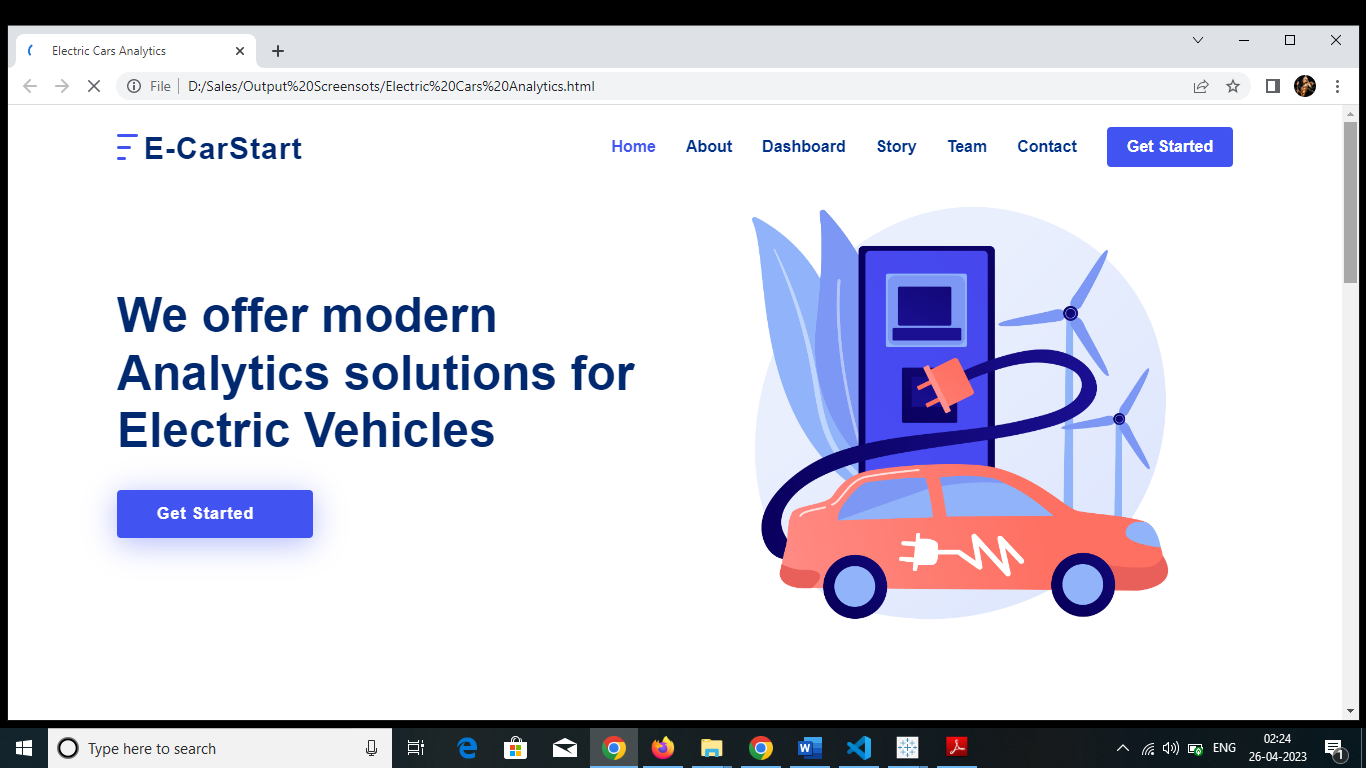 Electric Cars Analytics
File
D:/Sales/Output%20Screensots/Electric%20Cars%20Analytics.html
E-CarStart
Home About Dashboard Story Team Contact Get Started
We offer modern
Analytics solutions for
Electric Vehicles
Get Started
Type here to search
ENG
02:24
26-04-2023
1